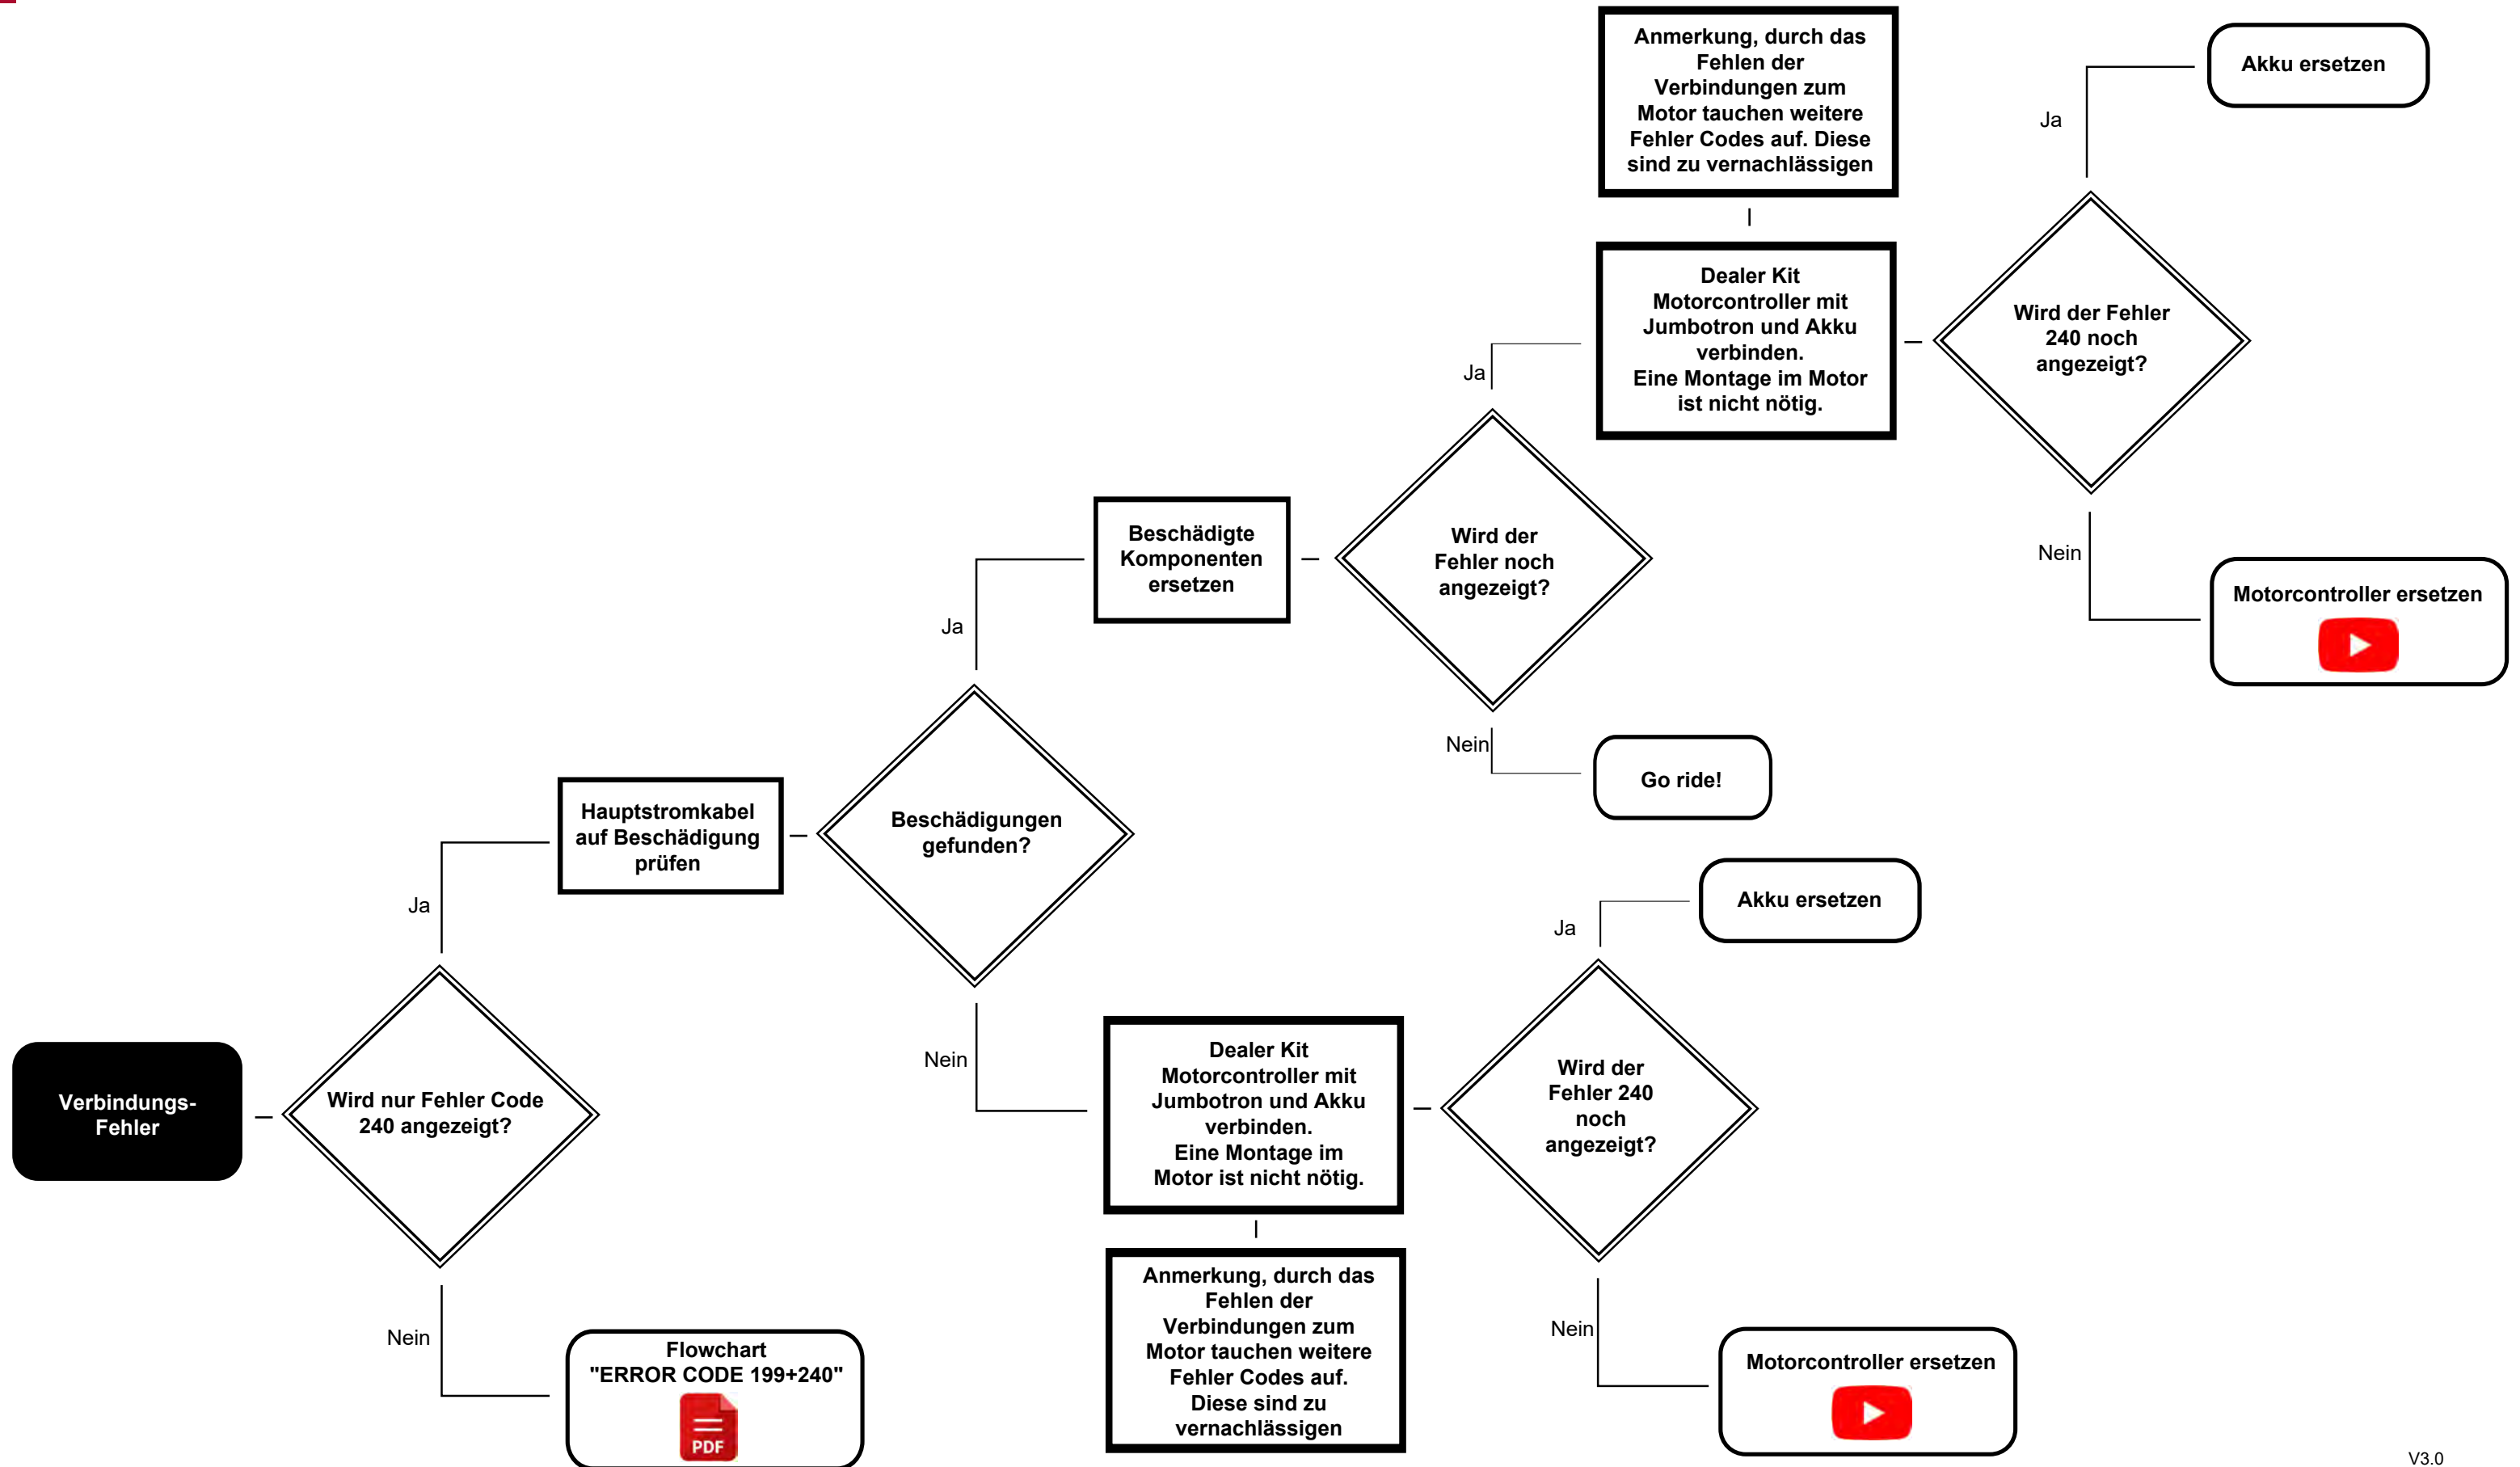 Verbindungs-
Fehler
Wird nur Fehler Code
240 angezeigt?
Ja
Nein
Flowchart
"ERROR CODE 199+240"
PDF
Hauptstromkabel
auf Beschädigung
prüfen
Beschädigungen
gefunden?
Ja
Nein
Beschädigte
Komponenten
ersetzen
Wird der
Fehler noch
angezeigt?
Ja
Nein
Go ride!
Anmerkung, durch das
Fehlen der
Verbindungen zum
Motor tauchen weitere
Fehler Codes auf. Diese
sind zu vernachlässigen
Dealer Kit
Motorcontroller mit
Jumbotron und Akku
verbinden.
Eine Montage im Motor
ist nicht nötig.
Wird der Fehler
240 noch
angezeigt?
Ja
Akku ersetzen
Nein
Motorcontroller ersetzen
Dealer Kit
Motorcontroller mit
Jumbotron und Akku
verbinden.
Eine Montage im
Motor ist nicht nötig.
Anmerkung, durch das
Fehlen der
Verbindungen zum
Motor tauchen weitere
Fehler Codes auf.
Diese sind zu
vernachlässigen
Wird der
Fehler 240
noch
angezeigt?
Ja
Akku ersetzen
Nein
Motorcontroller ersetzen
V3.0